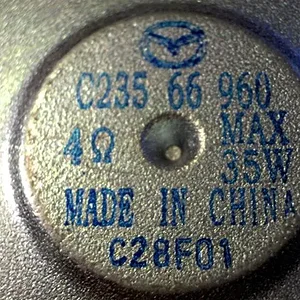 C235 66 960
4Ω MAX
35W
MADE IN CHINA
C28F01